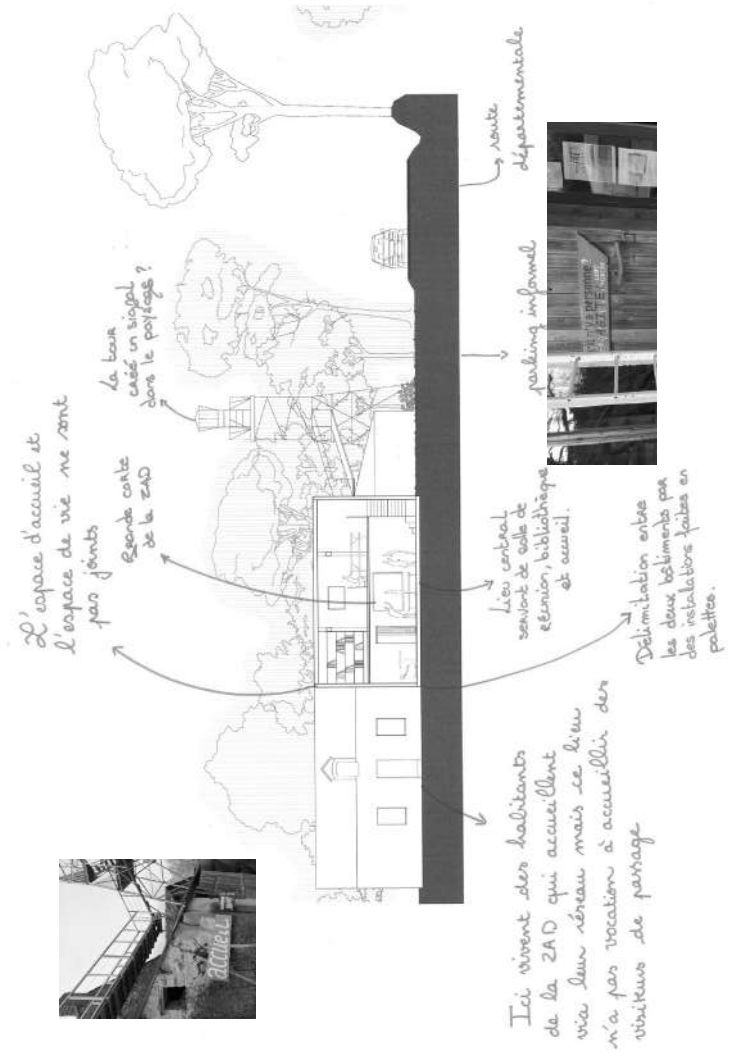 L'espace d'accueil et
l'espace de vie ne sont
pas joints
Grande carte
de la ZAD
La tour
créé un signal
dans le paysage ?
accueil
Ici vivent des habitants
de la ZAD qui accueillent
via leur réseau mais ce lieu
n'a pas vocation à accueillir des
visiteurs de passage
Délimitation entre
les deux bâtiments par
des installations faites en
palettes.
Lieu central
servant de salle de
réunion, bibliothèque
et accueil.
parking informel
route
départementale
PERSONNE